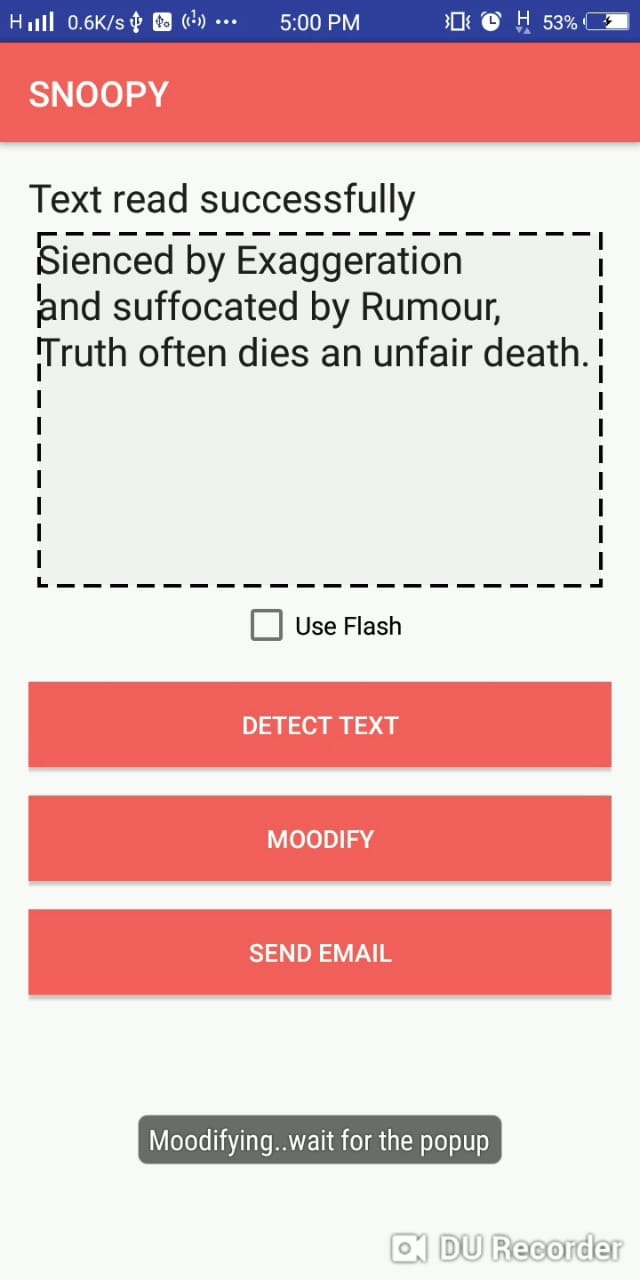 H 0.6K/s 5:00 PM H 53%
SNOOPY
Text read successfully
Sienced by Exaggeration
and suffocated by Rumour,
Truth often dies an unfair death.
Use Flash
DETECT TEXT
MOODIFY
SEND EMAIL
Moodifying..wait for the popup
DU Recorder